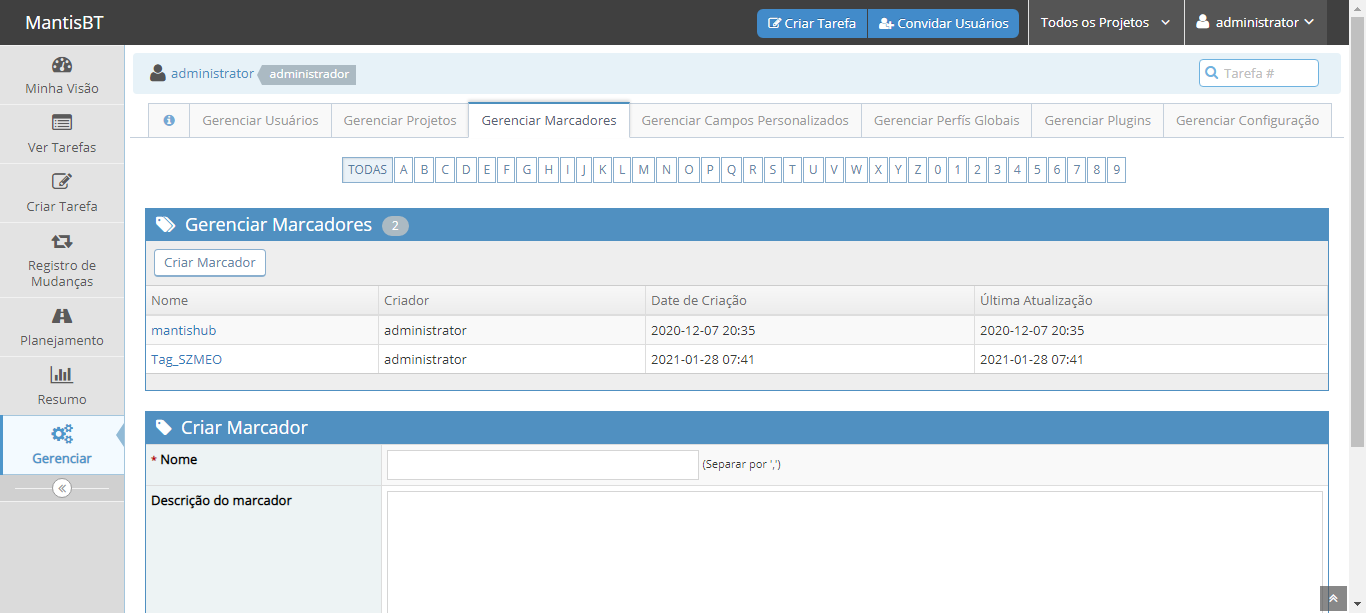 MantisBT
Criar Tarefa Convidar Usuários Todos os Projetos administrator
Minha Visão
Ver Tarefas
Criar Tarefa
Registro de
Mudanças
Planejamento
Resumo
Gerenciar
administrator administrador Tarefa #
Gerenciar Usuários Gerenciar Projetos Gerenciar Marcadores Gerenciar Campos Personalizados Gerenciar Perfís Globais Gerenciar Plugins Gerenciar Configuração
TODAS A B C D E F G H I J K L M N O P Q R S T U V W X Y Z 0 1 2 3 4 5 6 7 8 9
Gerenciar Marcadores 2
Criar Marcador
Nome Criador Date de Criação Última Atualização
mantishub administrator 2020-12-07 20:35 2020-12-07 20:35
Tag_SZMEO administrator 2021-01-28 07:41 2021-01-28 07:41
Criar Marcador
* Nome (Separar por ',')
Descrição do marcador